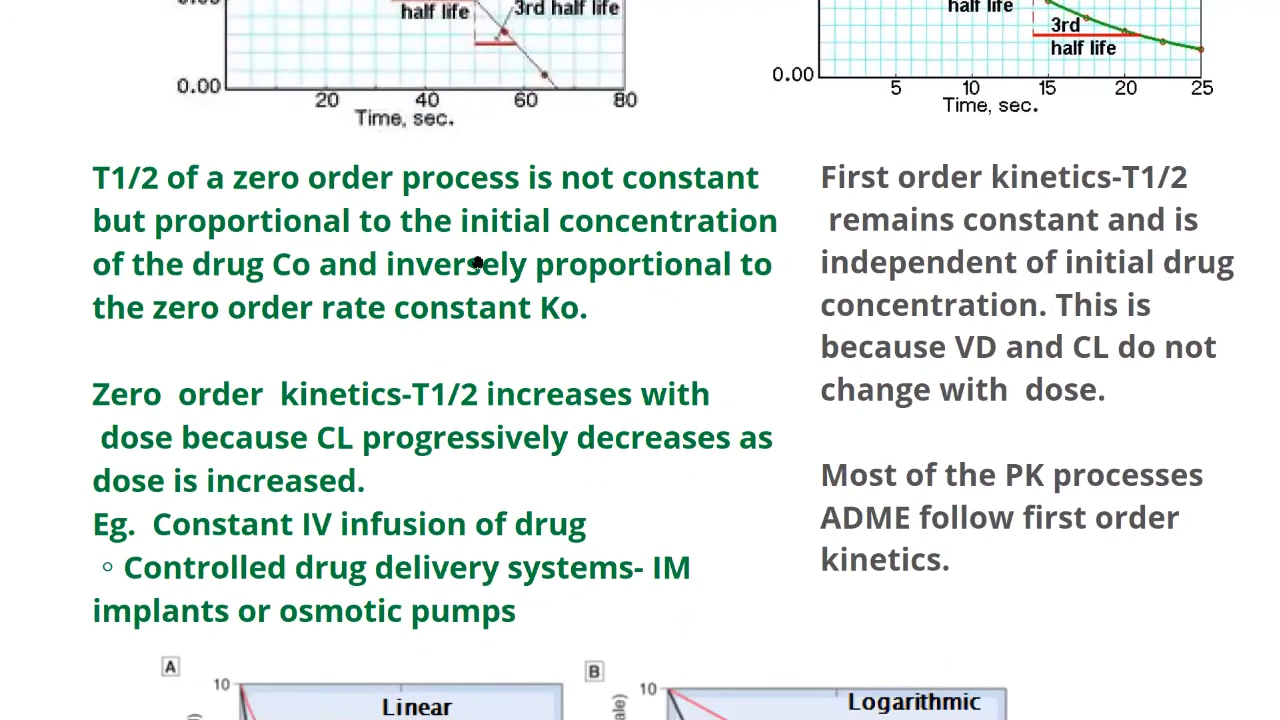 half life
3rd half life
0.00
20
40
60
80
Time, sec.
half life
3rd
half life
0.00
5
10
15
20
25
Time, sec.
T1/2 of a zero order process is not constant
but proportional to the initial concentration
of the drug Co and inversely proportional to
the zero order rate constant Ko.
Zero order kinetics-T1/2 increases with
dose because CL progressively decreases as
dose is increased.
Eg. Constant IV infusion of drug
◦ Controlled drug delivery systems- IM
implants or osmotic pumps
First order kinetics-T1/2
remains constant and is
independent of initial drug
concentration. This is
because VD and CL do not
change with dose.
Most of the PK processes
ADME follow first order
kinetics.
A
10
Linear
B
10
Logarithmic